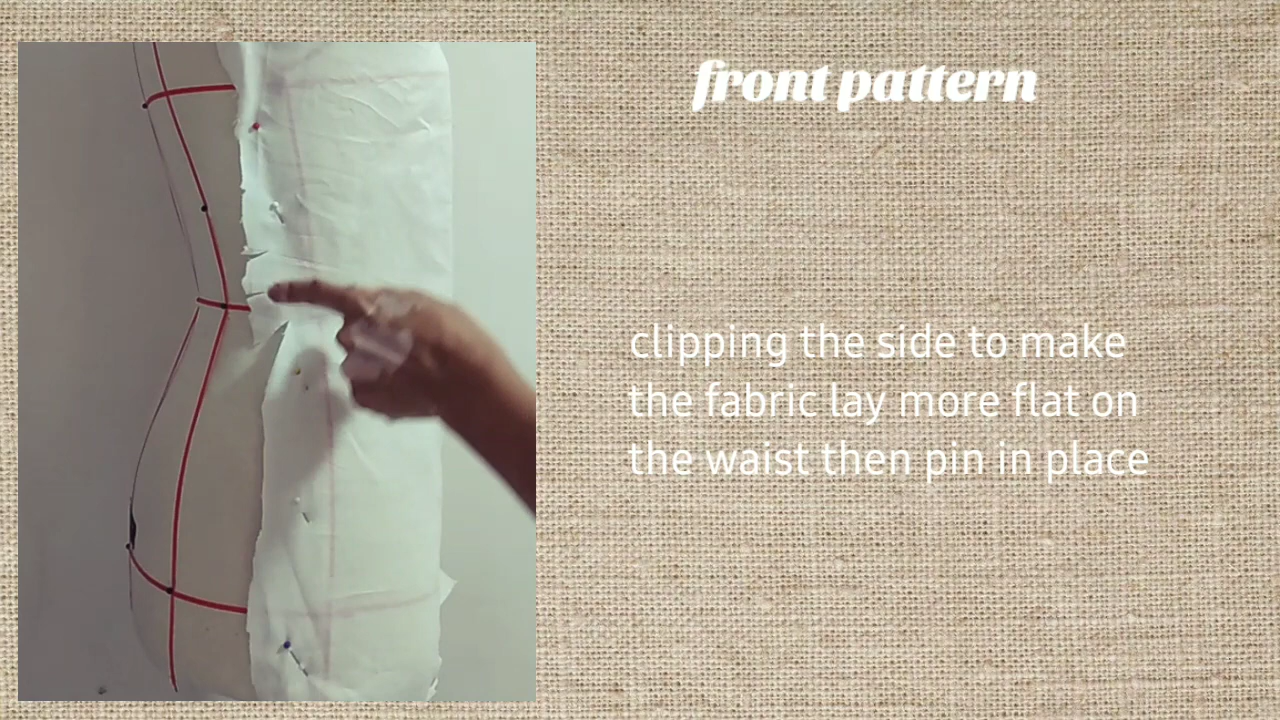 front pattern
clipping the side to make
the fabric lay more flat on
the waist then pin in place